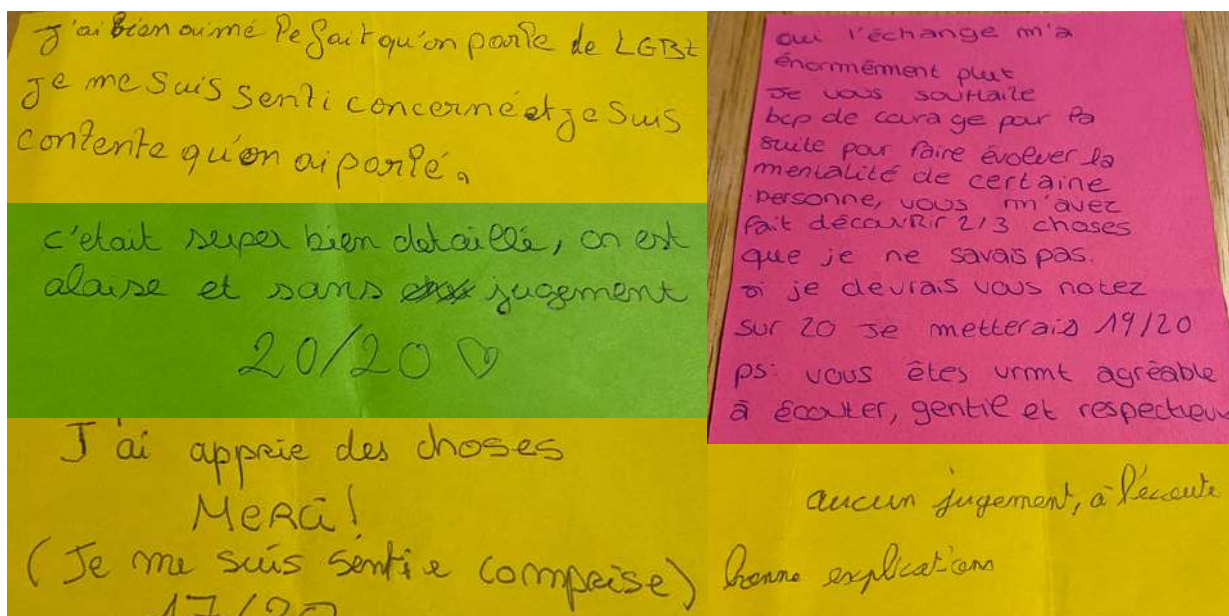 J'ai bien aimé le fait qu'on parle de LGBt
je me suis senti concerné et je suis
contente qu'on ai parlé.
c'etait super bien detaillé, on est
alaise et sans jugement
20/20 ♡
J'ai apprie des choses
MeRci!
(Je me suis sentie comprise)
17/20
oui l'échange m'a
énormément plut
Je vous souhaite
bcp de courage pour la
suite pour faire évoluer la
mentalité de certaine
personne, vous m'avez
fait découvrir 2/3 choses
que je ne savais pas.
si je devrais vous notez
sur 20 je metterais 19/20
ps: vous êtes vrmt agréable
à écouter, gentil et respectueu
aucun jugement, à l'écoute
bonne explications